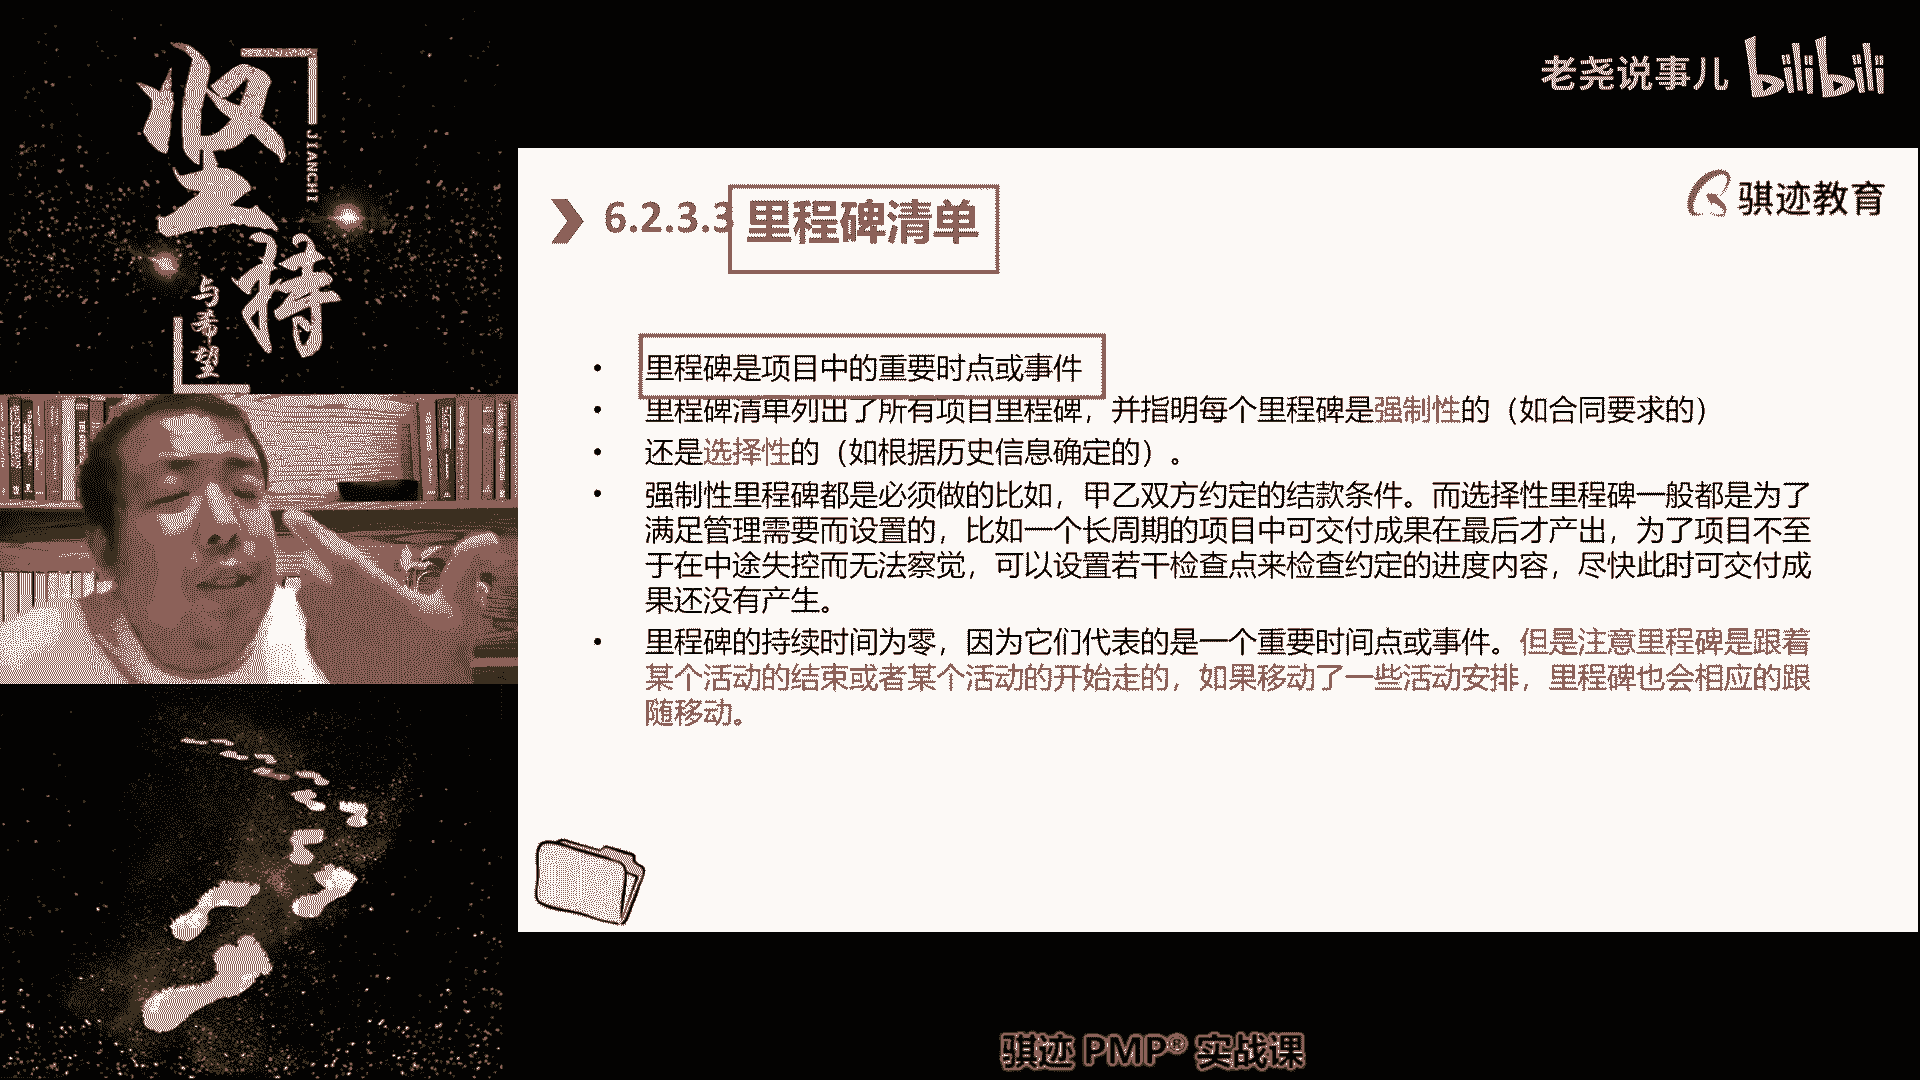 坚持
JIANCHI
与希望
老尧说事儿 bilibili
骐迹教育
6.2.3.3 里程碑清单
• 里程碑是项目中的重要时点或事件
• 里程碑清单列出了所有项目里程碑，并指明每个里程碑是强制性的（如合同要求的）
• 还是选择性的（如根据历史信息确定的）。
• 强制性里程碑都是必须做的比如，甲乙双方约定的结款条件。而选择性里程碑一般都是为了
满足管理需要而设置的，比如一个长周期的项目中可交付成果在最后才产出，为了项目不至
于在中途失控而无法察觉，可以设置若干检查点来检查约定的进度内容，尽快此时可交付成
果还没有产生。
• 里程碑的持续时间为零，因为它们代表的是一个重要时间点或事件。但是注意里程碑是跟着
某个活动的结束或者某个活动的开始走的，如果移动了一些活动安排，里程碑也会相应的跟
随移动。
骐迹 PMP® 实战课